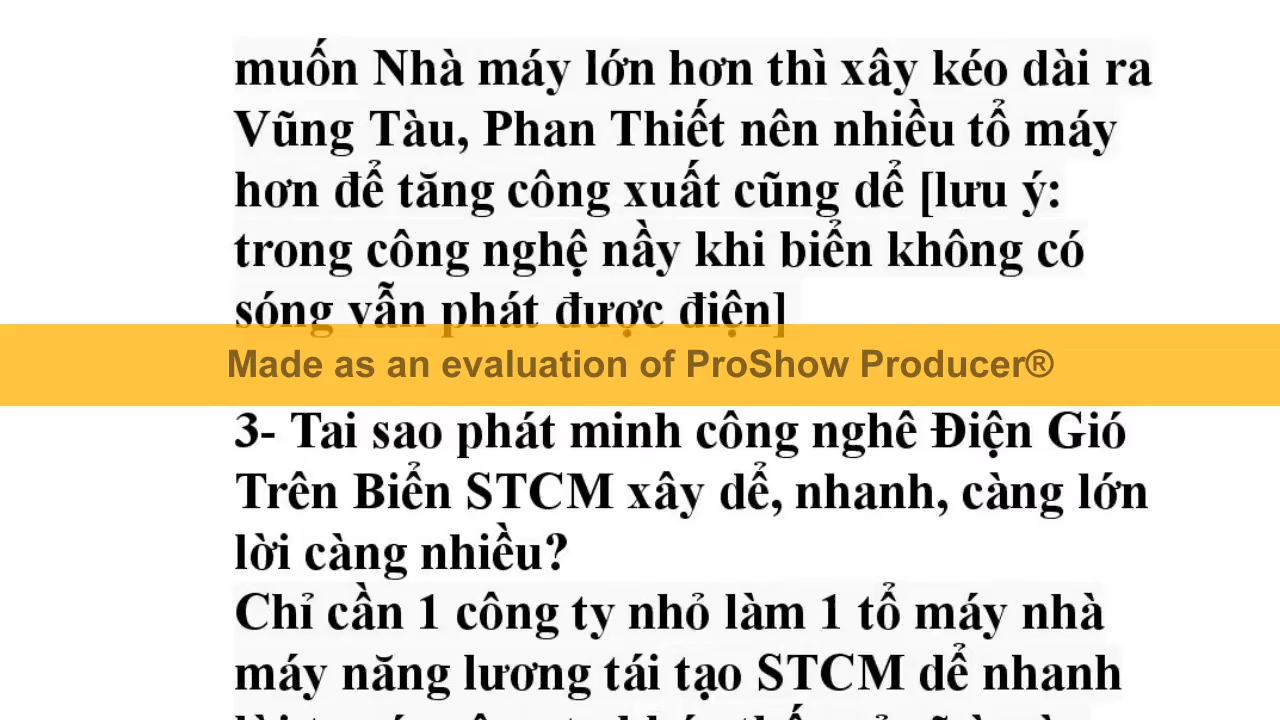 muốn Nhà máy lớn hơn thì xây kéo dài ra
Vũng Tàu, Phan Thiết nên nhiều tổ máy
hơn để tăng công xuất cũng dể [lưu ý:
trong công nghệ nầy khi biển không có
sóng vẫn phát được điện]
Made as an evaluation of ProShow Producer®
3- Tai sao phát minh công nghê Điện Gió
Trên Biển STCM xây dể, nhanh, càng lớn
lời càng nhiều?
Chỉ cần 1 công ty nhỏ làm 1 tổ máy nhà
máy năng lương tái tạo STCM dể nhanh